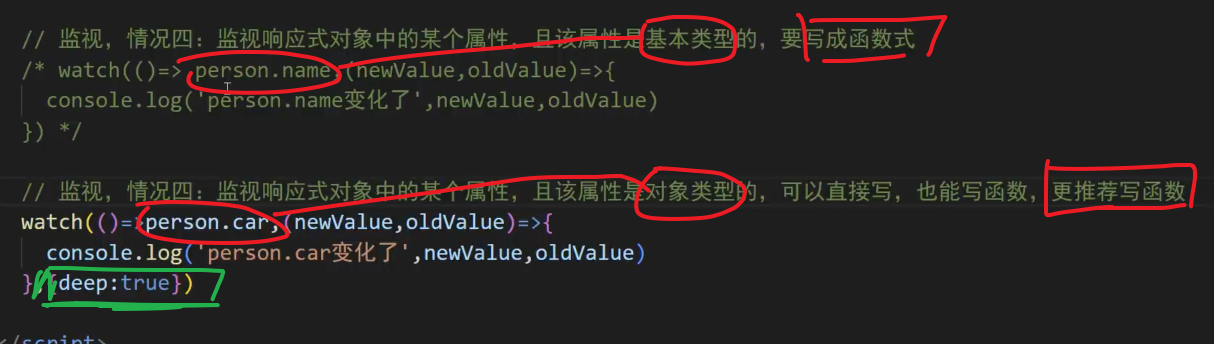 // 监视, 情况四: 监视响应式对象中的某个属性, 且该属性是基本类型的, 要写成函数式
/* watch(()=> person.name,(newValue,oldValue)=>{
console.log('person.name变化了',newValue,oldValue)
}) */
// 监视, 情况四: 监视响应式对象中的某个属性, 且该属性是对象类型的, 可以直接写, 也能写函数, 更推荐写函数
watch(()=>person.car,(newValue,oldValue)=>{
console.log('person.car变化了',newValue,oldValue)
},{deep:true})
</script>